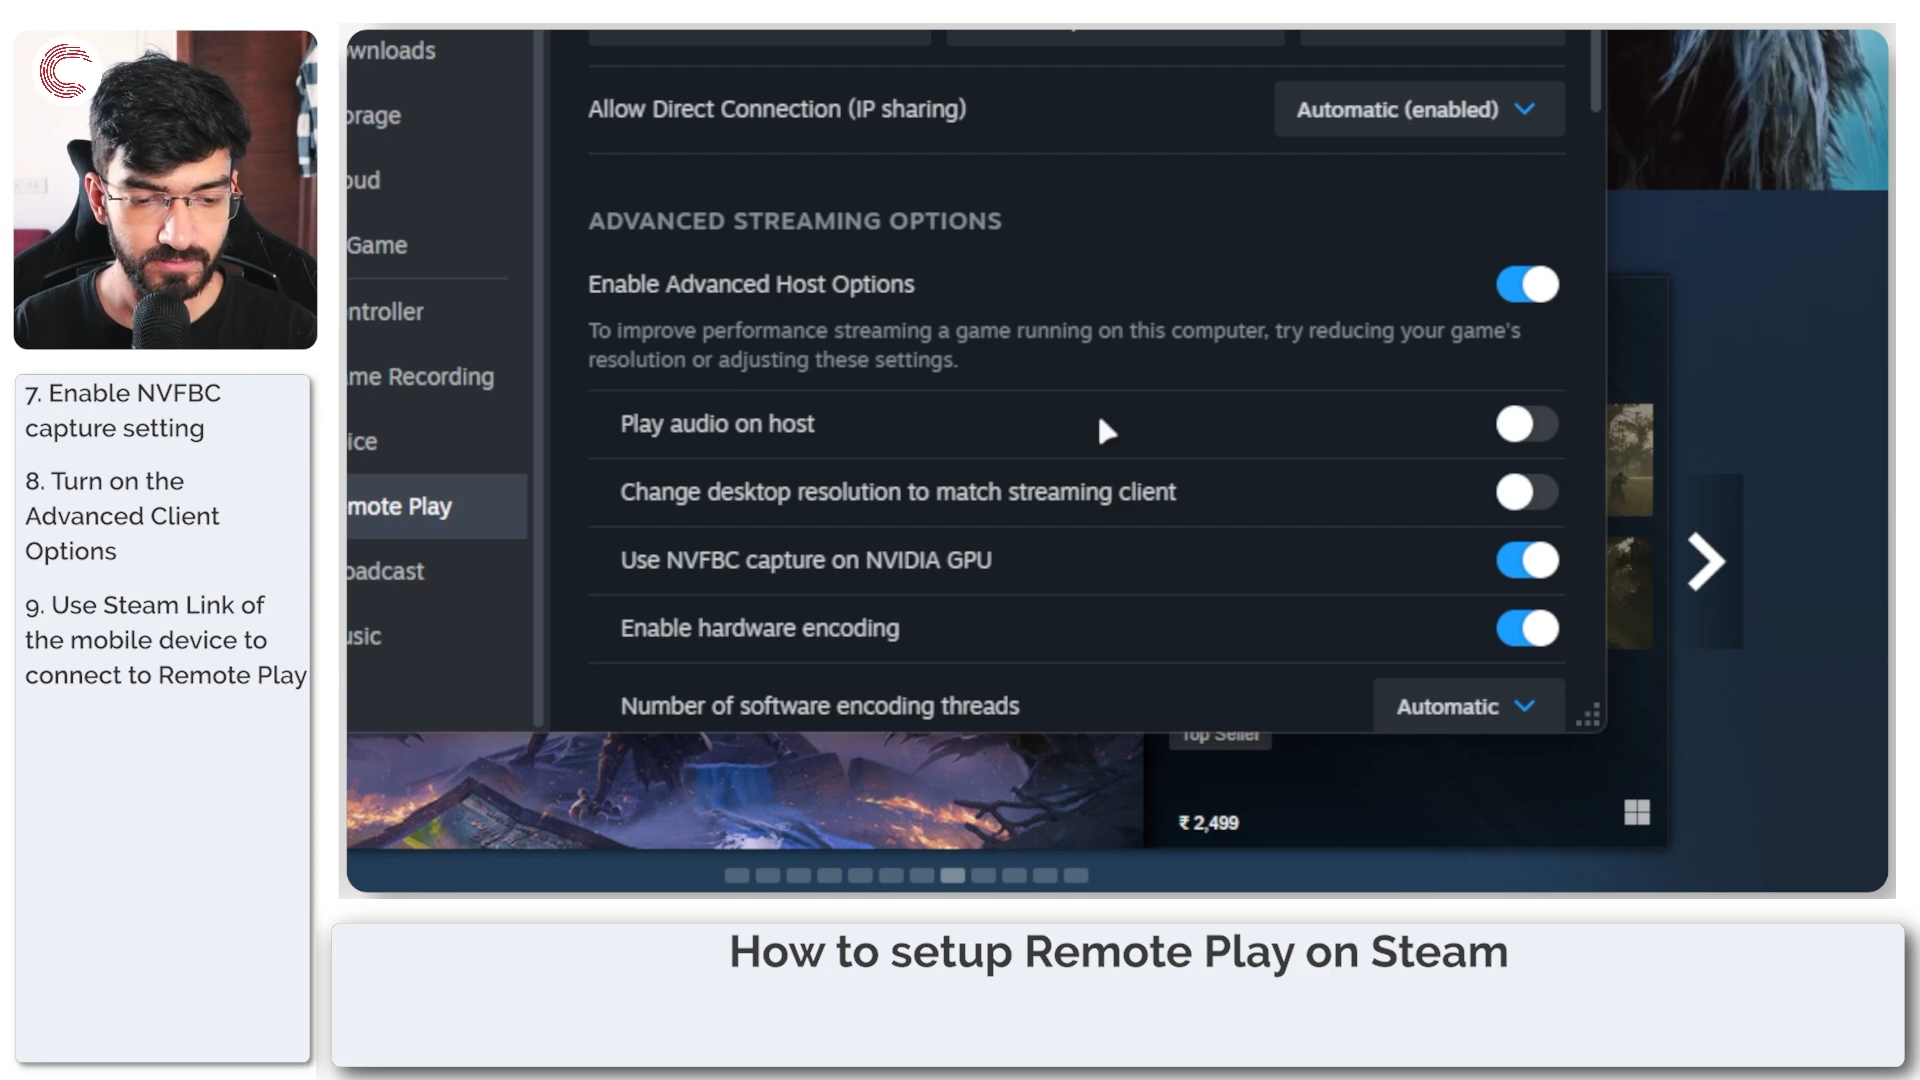 7. Enable NVFBC
capture setting
8. Turn on the
Advanced Client
Options
9. Use Steam Link of
the mobile device to
connect to Remote Play
wnloads
orage
oud
Game
ntroller
me Recording
ice
mote Play
oadcast
usic
Allow Direct Connection (IP sharing)
Automatic (enabled)
ADVANCED STREAMING OPTIONS
Enable Advanced Host Options
To improve performance streaming a game running on this computer, try reducing your game's
resolution or adjusting these settings.
Play audio on host
Change desktop resolution to match streaming client
Use NVFBC capture on NVIDIA GPU
Enable hardware encoding
Number of software encoding threads
Automatic
Top Seller
₹ 2,499
How to setup Remote Play on Steam